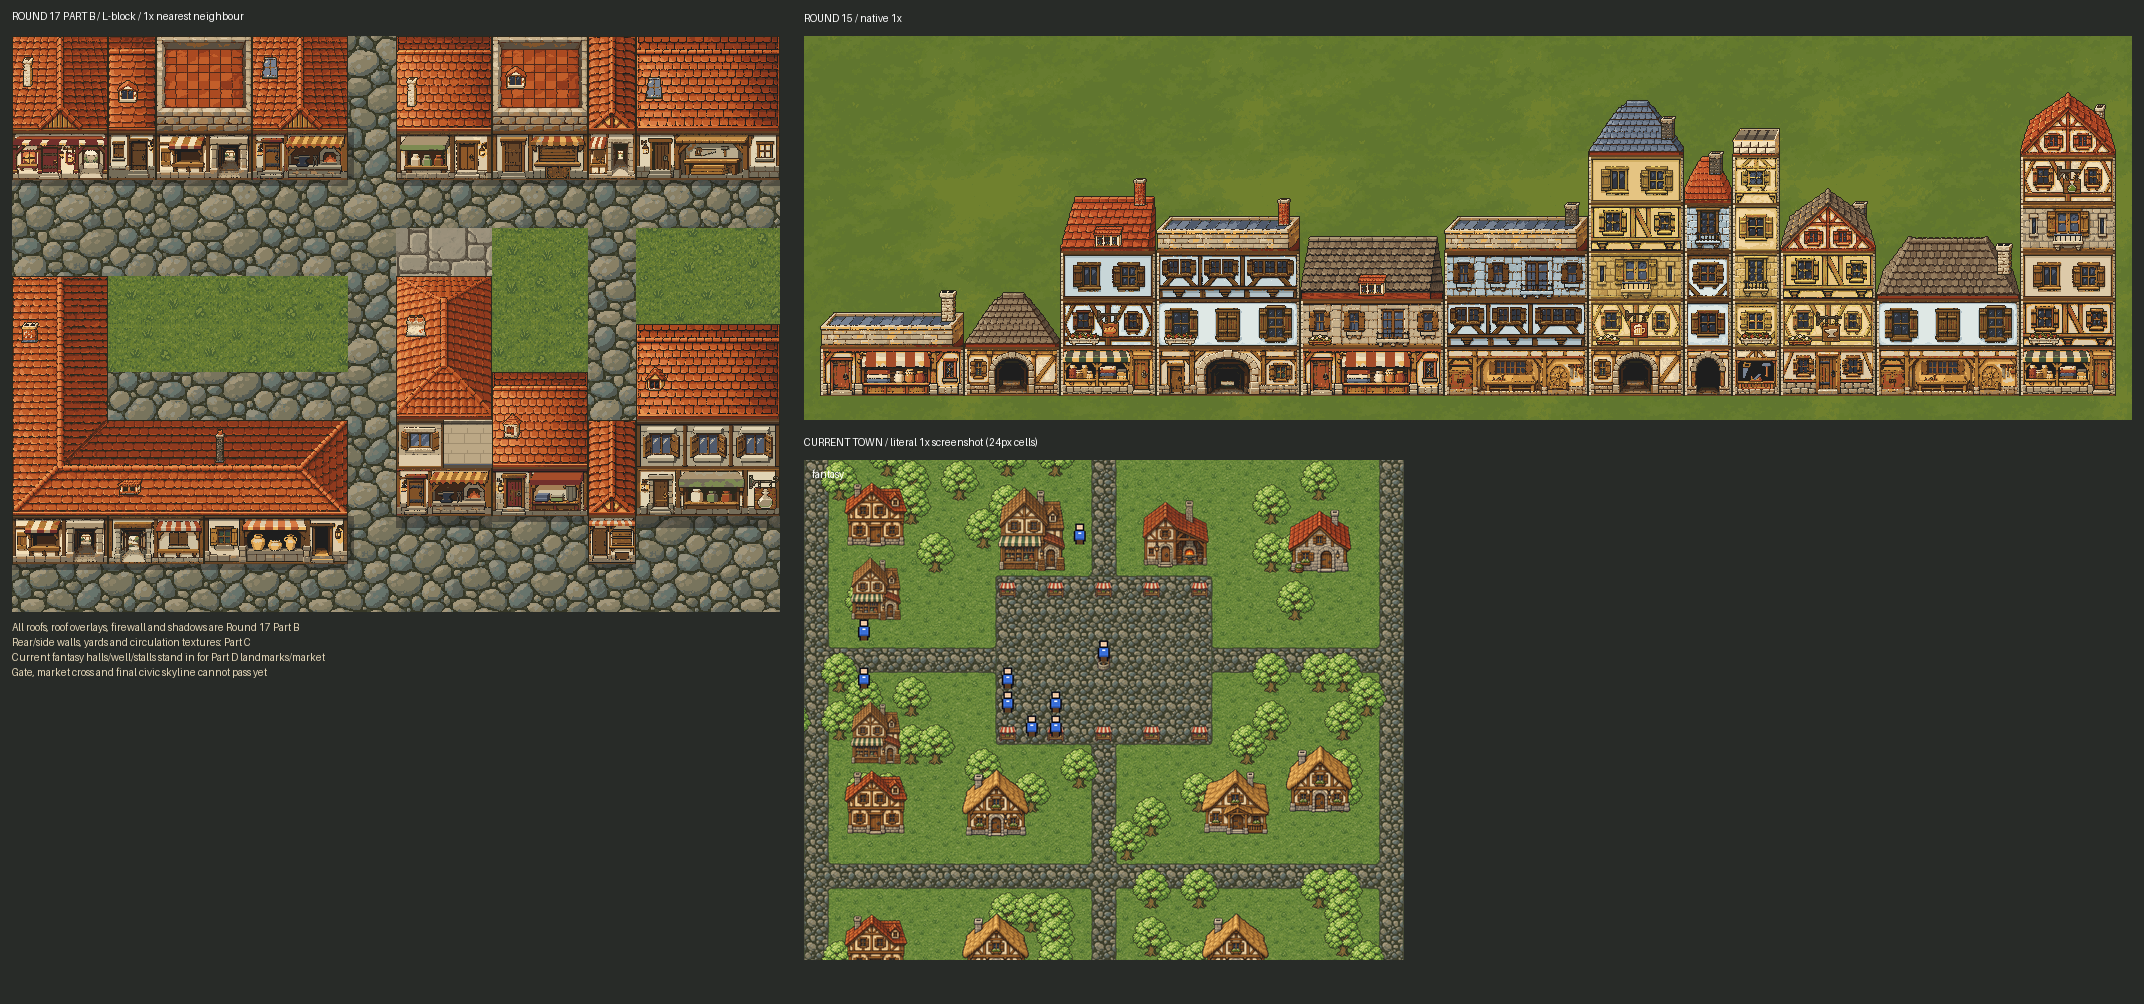 ROUND 17 PART B / L-block / 1x nearest neighbour
ROUND 15 / native 1x
CURRENT TOWN / literal 1x screenshot (24px cells)
fantasy
All roofs, roof overlays, firewall and shadows are Round 17 Part B
Rear/side walls, yards and circulation textures: Part C
Current fantasy halls/well/stalls stand in for Part D landmarks/market
Gate, market cross and final civic skyline cannot pass yet